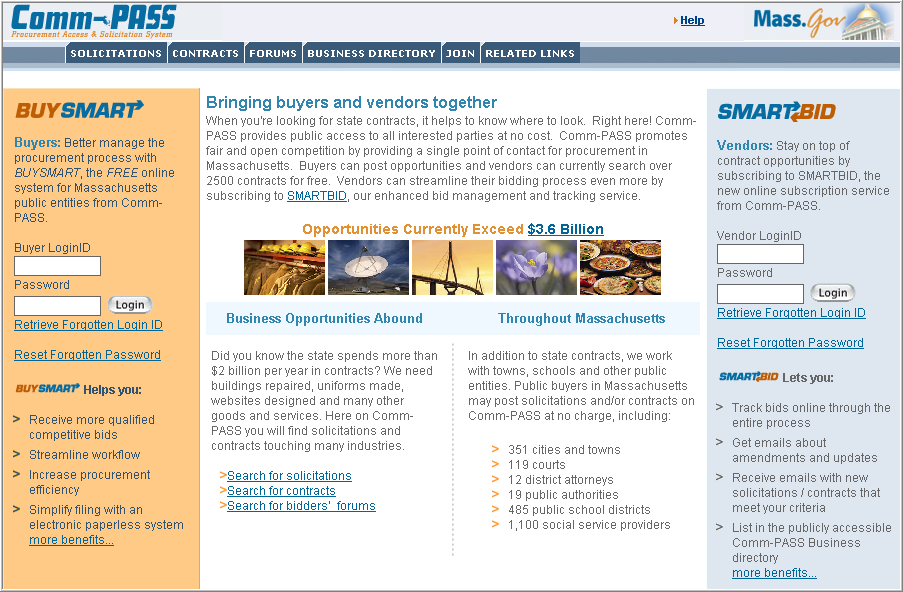 Comm-PASS
Procurement Access & Solicitation System
Help
Mass.Gov
SOLICITATIONS
CONTRACTS
FORUMS
BUSINESS DIRECTORY
JOIN
RELATED LINKS
BUYSMART
Buyers: Better manage the
procurement process with
BUYSMART, the FREE online
system for Massachusetts
public entities from Comm-
PASS.
Buyer LoginID
Password
Login
Retrieve Forgotten Login ID
Reset Forgotten Password
BUYSMART Helps you:
> Receive more qualified
competitive bids
> Streamline workflow
> Increase procurement
efficiency
> Simplify filing with an
electronic paperless system
more benefits...
Bringing buyers and vendors together
When you're looking for state contracts, it helps to know where to look.  Right here! Comm-
PASS provides public access to all interested parties at no cost.  Comm-PASS promotes
fair and open competition by providing a single point of contact for procurement in
Massachusetts.  Buyers can post opportunities and vendors can currently search over
2500 contracts for free.  Vendors can streamline their bidding process even more by
subscribing to SMARTBID, our enhanced bid management and tracking service.
Opportunities Currently Exceed $3.6 Billion
Business Opportunities Abound
Did you know the state spends more than
$2 billion per year in contracts? We need
buildings repaired, uniforms made,
websites designed and many other
goods and services. Here on Comm-
PASS you will find solicitations and
contracts touching many industries.
>Search for solicitations
>Search for contracts
>Search for bidders'  forums
Throughout Massachusetts
In addition to state contracts, we work
with towns, schools and other public
entities. Public buyers in Massachusetts
may post solicitations and/or contracts on
Comm-PASS at no charge, including:
> 351 cities and towns
> 119 courts
> 12 district attorneys
> 19 public authorities
> 485 public school districts
> 1,100 social service providers
SMARTBID
Vendors: Stay on top of
contract opportunities by
subscribing to SMARTBID, the
new online subscription service
from Comm-PASS.
Vendor LoginID
Password
Login
Retrieve Forgotten Login ID
Reset Forgotten Password
SMARTBID Lets you:
> Track bids online through the
entire process
> Get emails about
amendments and updates
> Receive emails with new
solicitations / contracts that
meet your criteria
> List in the publicly accessible
Comm-PASS Business
directory
more benefits...